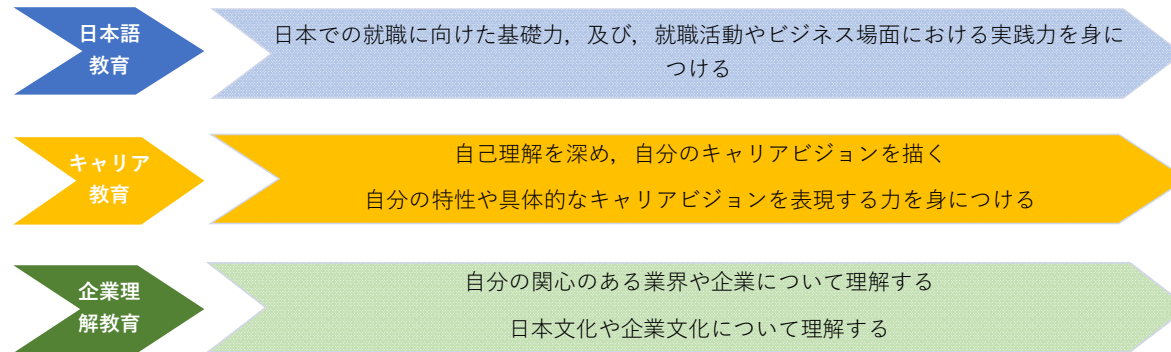 日本語
教育
日本での就職に向けた基礎力，及び，就職活動やビジネス場面における実践力を身に
つける
キャリア
教育
自己理解を深め，自分のキャリアビジョンを描く
自分の特性や具体的なキャリアビジョンを表現する力を身につける
企業理
解教育
自分の関心のある業界や企業について理解する
日本文化や企業文化について理解する